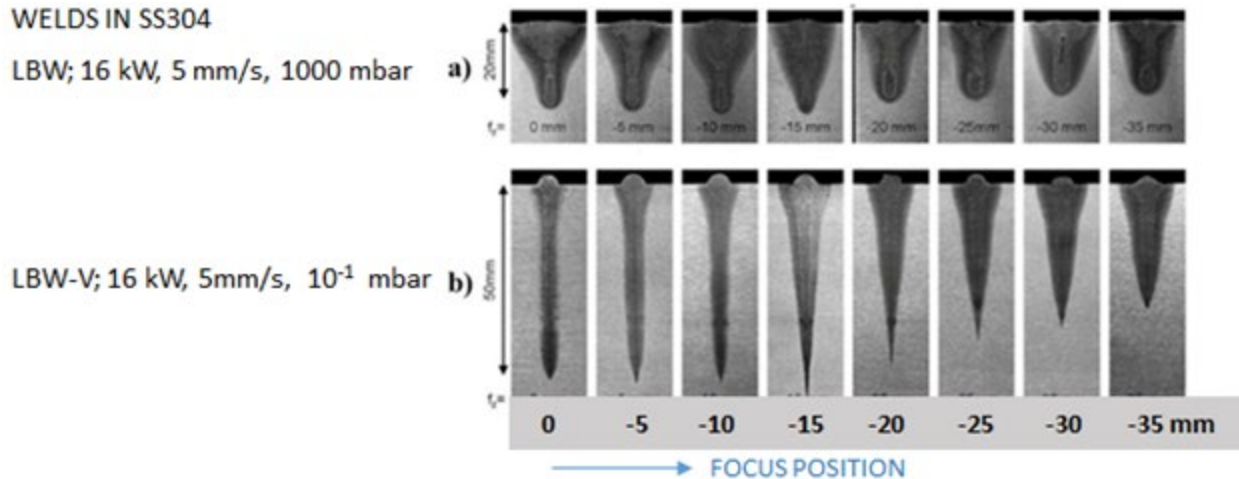 WELDS IN SS304
LBW; 16 kW, 5 mm/s, 1000 mbar
a)
20mm
0 mm
-5 mm
-10 mm
-15 mm
-20 mm
-25mm
-30 mm
-35 mm
LBW-V; 16 kW, 5mm/s, 10⁻¹ mbar
b)
50mm
0 -5 -10 -15 -20 -25 -30 -35 mm
FOCUS POSITION